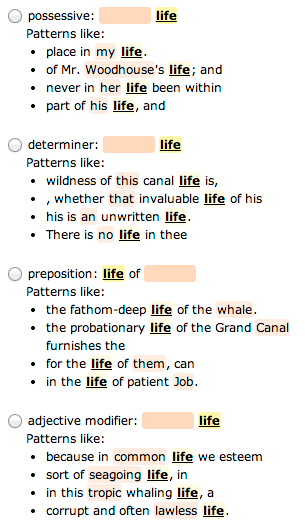 possessive: life
Patterns like:
• place in my life.
• of Mr. Woodhouse's life; and
• never in her life been within
• part of his life, and
determiner: life
Patterns like:
• wildness of this canal life is,
• , whether that invaluable life of his
• his is an unwritten life.
• There is no life in thee
preposition: life of
Patterns like:
• the fathom-deep life of the whale.
• the probationary life of the Grand Canal
furnishes the
• for the life of them, can
• in the life of patient Job.
adjective modifier: life
Patterns like:
• because in common life we esteem
• sort of seagoing life, in
• in this tropic whaling life, a
• corrupt and often lawless life.